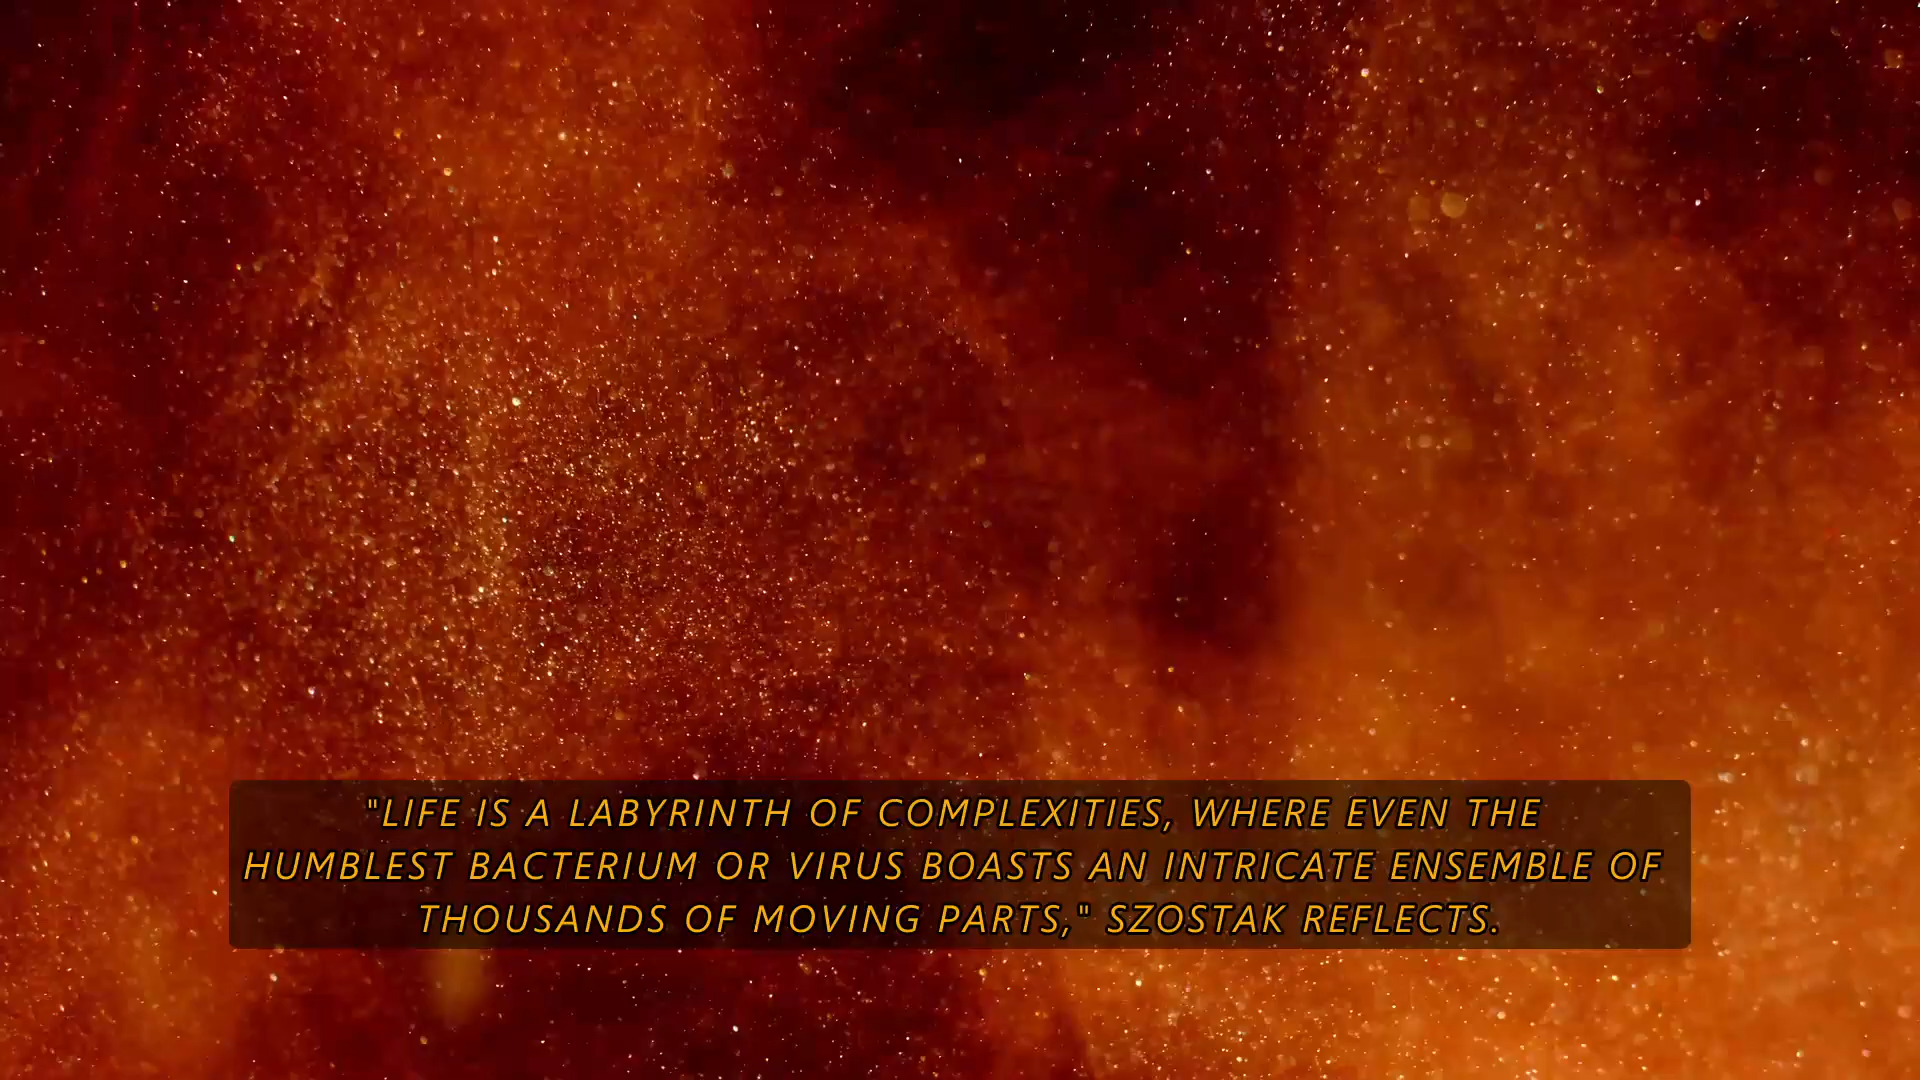 "LIFE IS A LABYRINTH OF COMPLEXITIES, WHERE EVEN THE
HUMBLEST BACTERIUM OR VIRUS BOASTS AN INTRICATE ENSEMBLE OF
THOUSANDS OF MOVING PARTS," SZOSTAK REFLECTS.